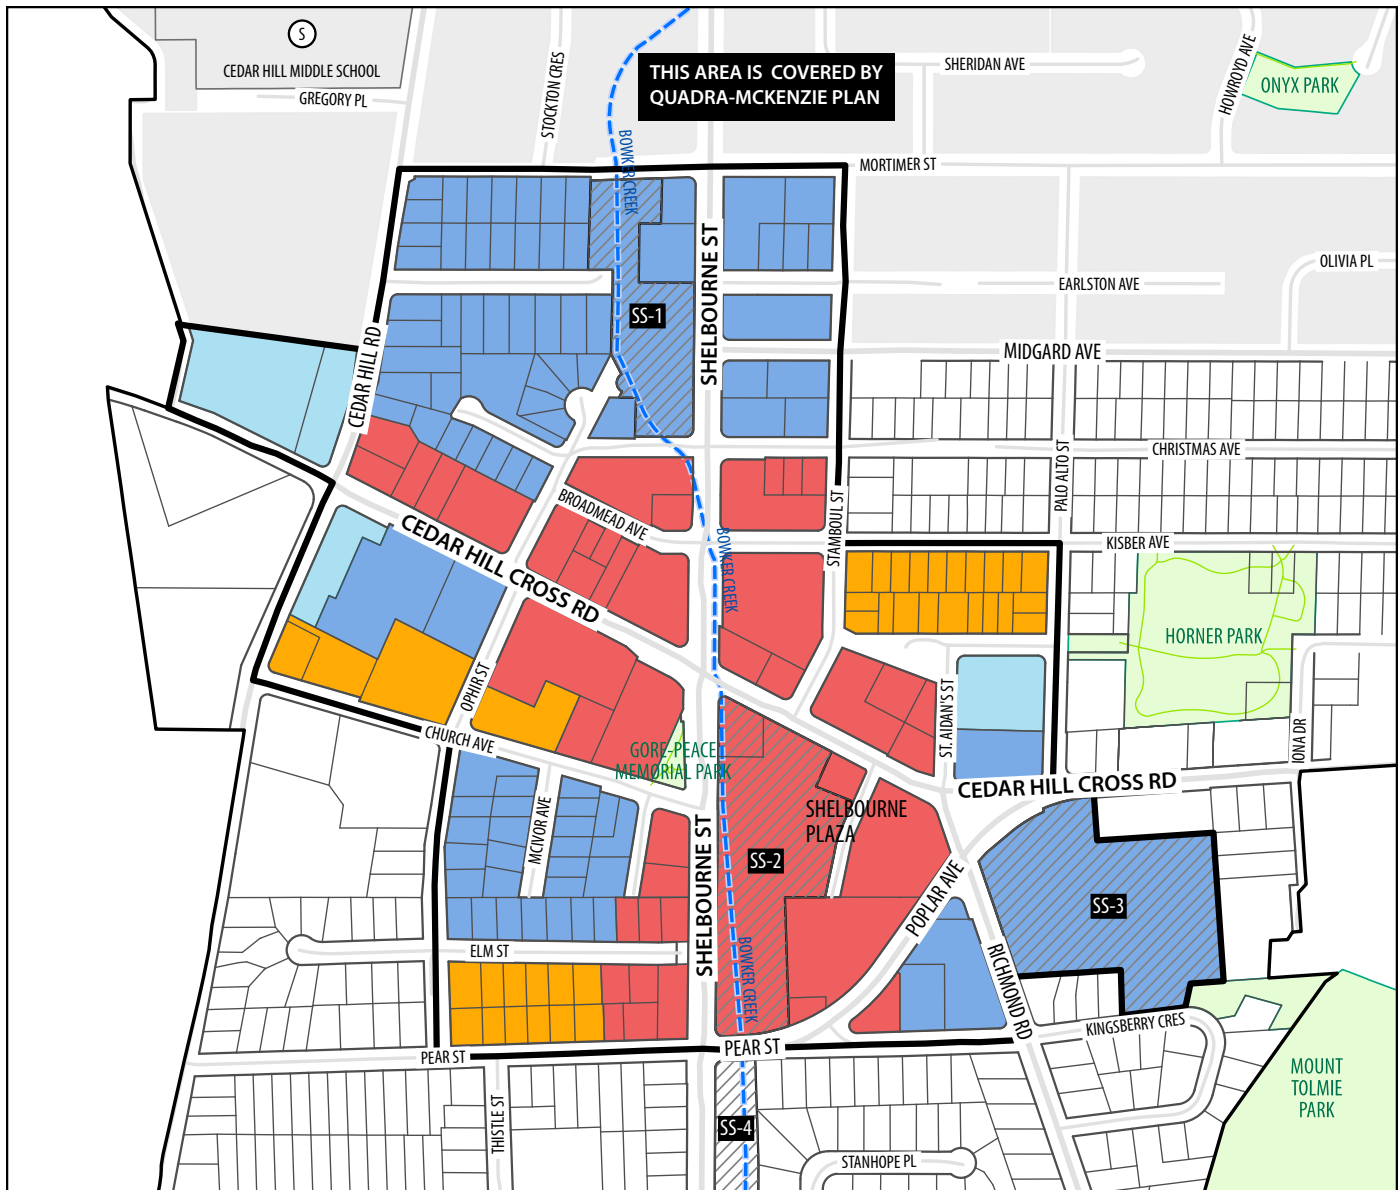 S
CEDAR HILL MIDDLE SCHOOL
GREGORY PL
STOCKTON CRES
THIS AREA IS COVERED BY
QUADRA-MCKENZIE PLAN
SHERIDAN AVE
HOWROYD AVE
ONYX PARK
MORTIMER ST
BOWKER CREEK
SHELBOURNE ST
OLIVIA PL
EARLSTON AVE
SS-1
MIDGARD AVE
CEDAR HILL RD
CHRISTMAS AVE
PALO ALTO ST
BROADMEAD AVE
STAMBOUL ST
CEDAR HILL CROSS RD
KISBER AVE
BOWKER CREEK
HORNER PARK
OPHIR ST
ST. AIDAN'S ST
IONA DR
CHURCH AVE
GORE-PEACE
MEMORIAL PARK
CEDAR HILL CROSS RD
MCIVOR AVE
SHELBOURNE
PLAZA
SHELBOURNE ST
SS-2
POPLAR AVE
SS-3
ELM ST
BOWKER CREEK
RICHMOND RD
KINGSBERRY CRES
PEAR ST
PEAR ST
MOUNT
TOLMIE
PARK
THISTLE ST
SS-4
STANHOPE PL